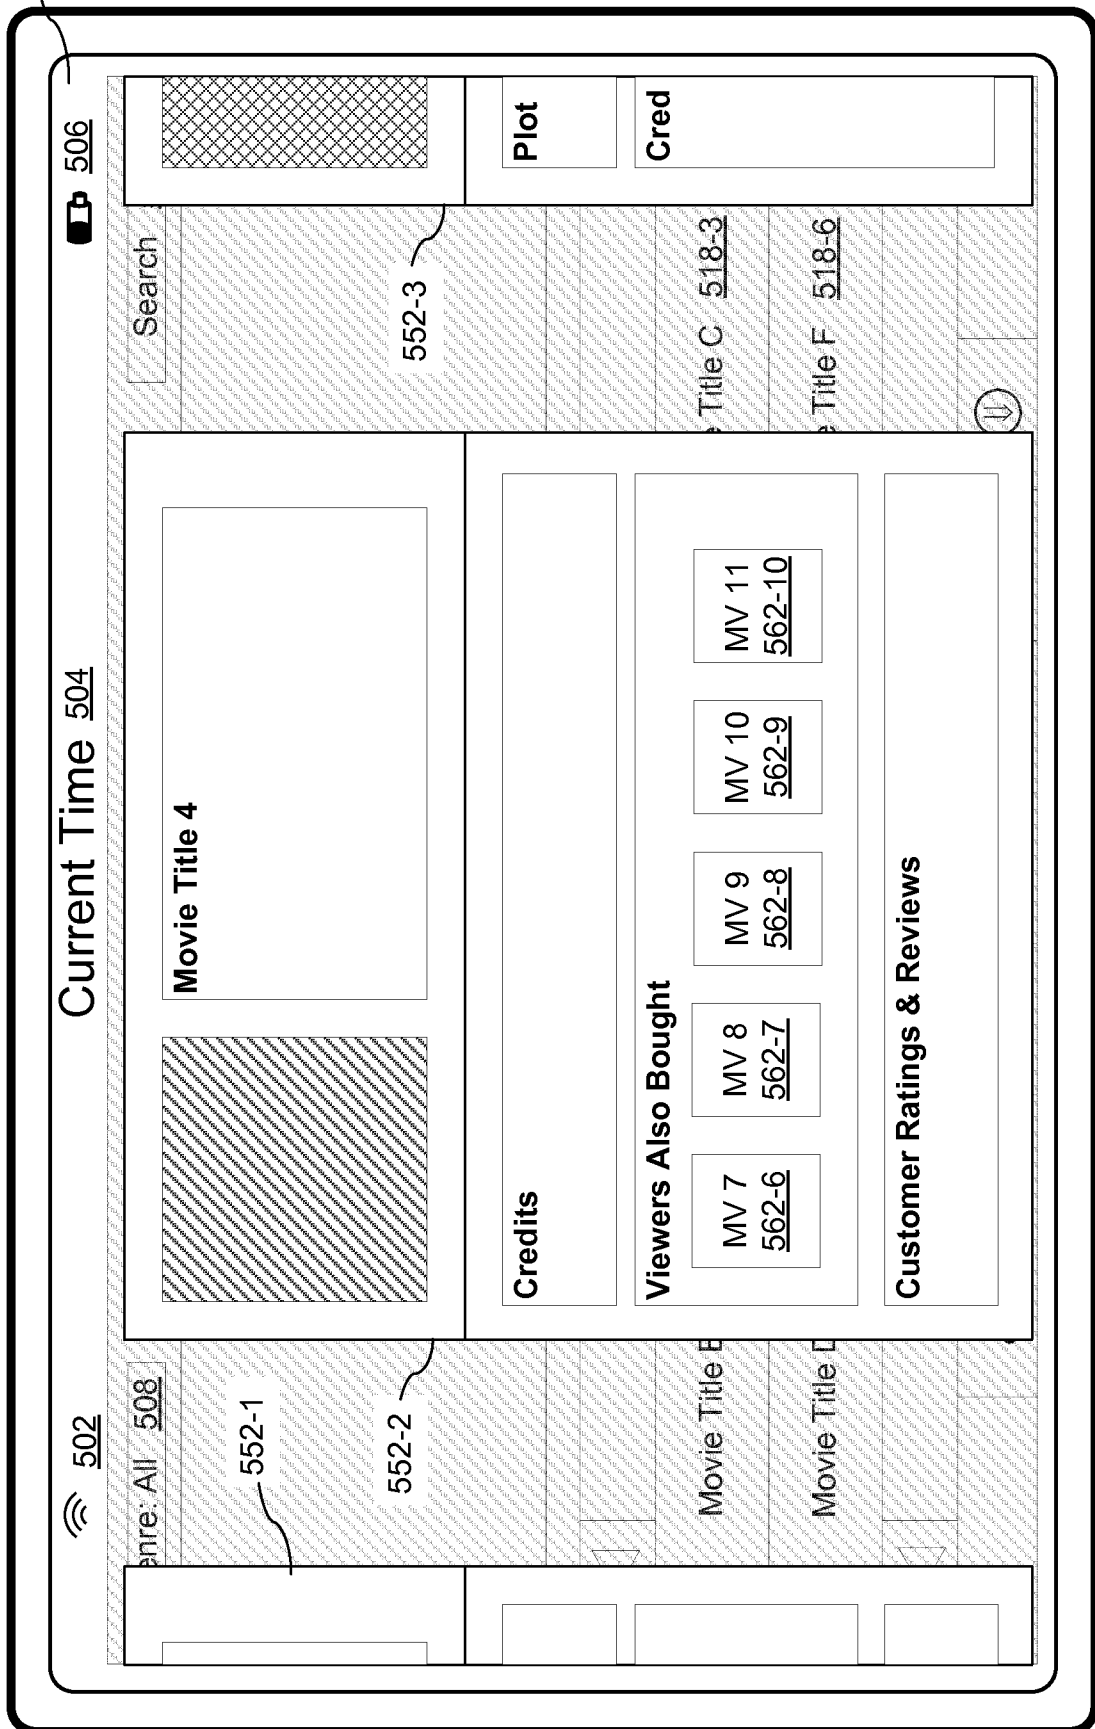 502
Current Time 504
506
enre: All 508
Search
552-1
552-2
552-3
Movie Title 4
Credits
Viewers Also Bought
MV 7
562-6
MV 8
562-7
MV 9
562-8
MV 10
562-9
MV 11
562-10
Customer Ratings & Reviews
Plot
Cred
Movie Title
e Title C 518-3
Movie Title
e Title F 518-6